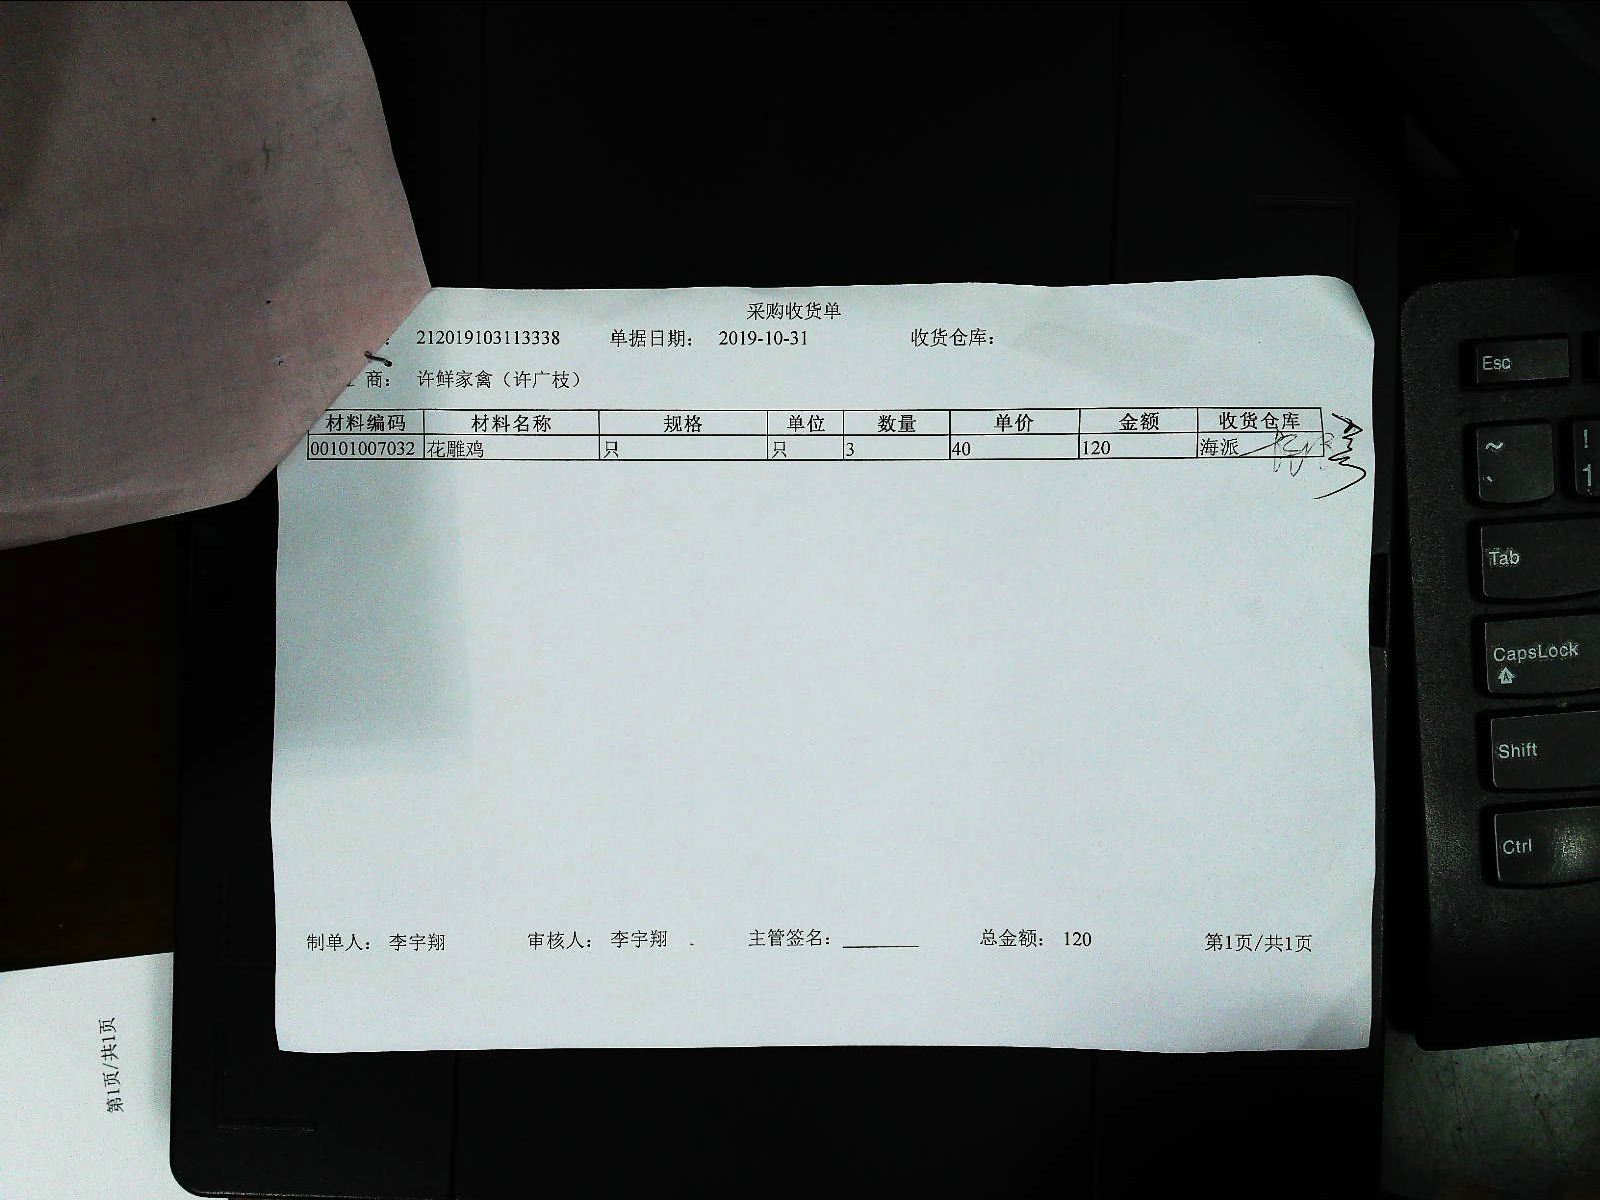 采购收货单
: 212019103113338 单据日期: 2019-10-31 收货仓库:
商: 许鲜家禽(许广枝)
材料编码 材料名称 规格 单位 数量 单价 金额 收货仓库
00101007032 花雕鸡 只 只 3 40 120 海派
制单人: 李宇翔 审核人: 李宇翔 主管签名: 总金额: 120 第1页/共1页
第1页/共1页
Esc
~ ` ! 1
Tab
CapsLock
Shift
Ctrl